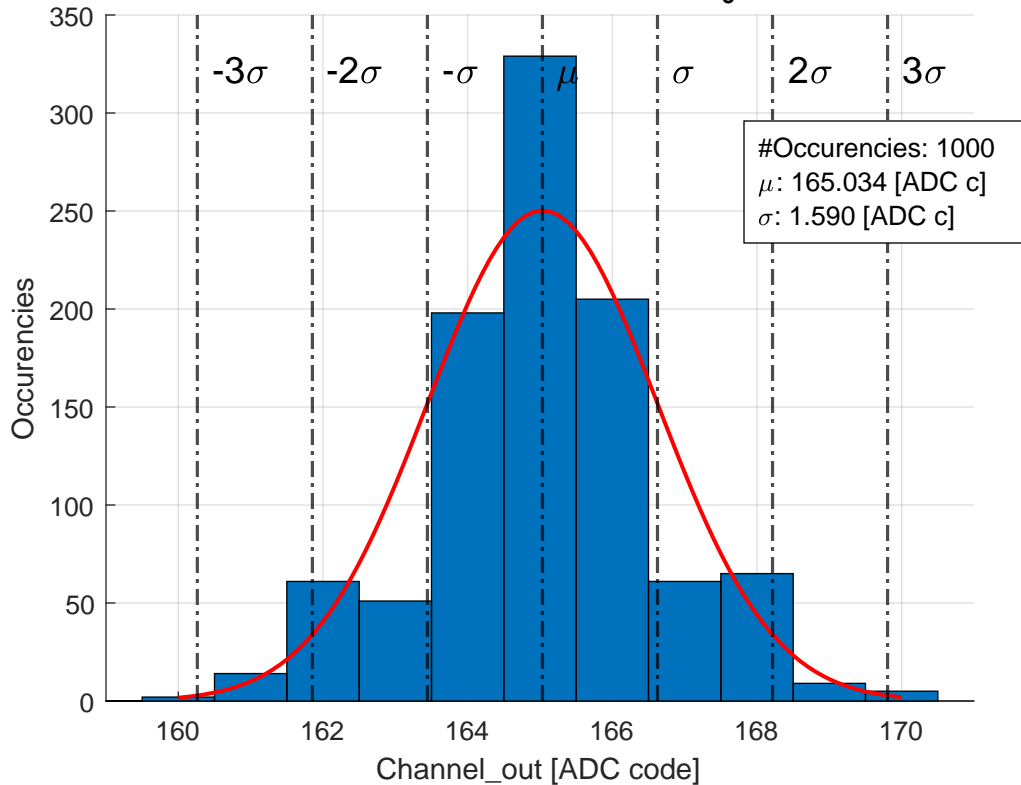 350
300
250
200
150
100
50
0
-3σ -2σ -σ μ σ 2σ 3σ
#Occurencies: 1000
μ: 165.034 [ADC c]
σ: 1.590 [ADC c]
Occurencies
160 162 164 166 168 170
Channel_out [ADC code]